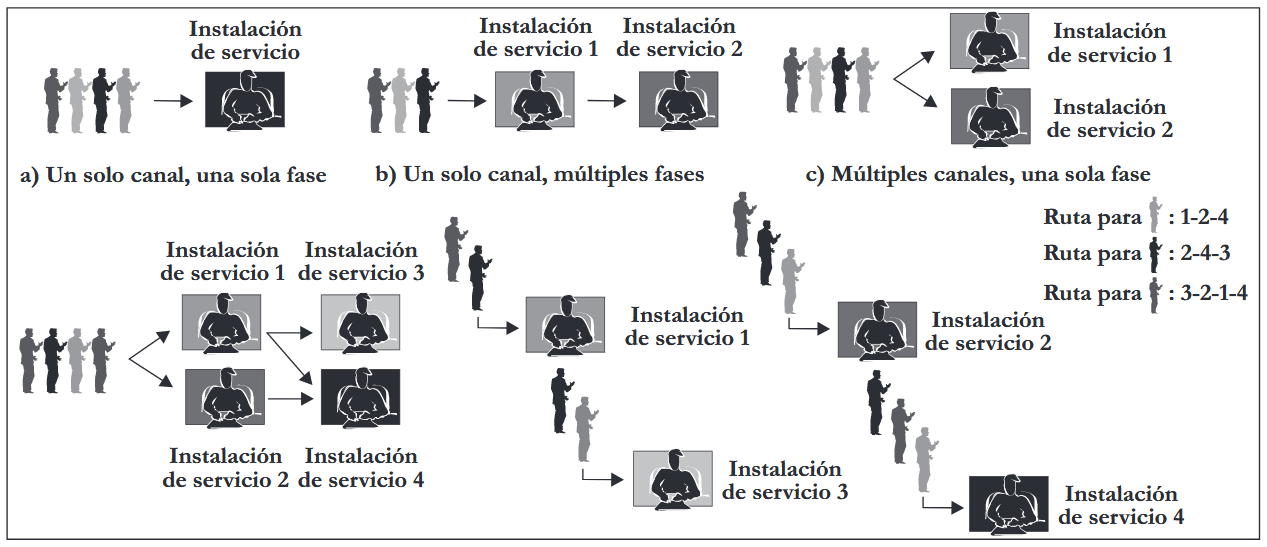 Instalación
de servicio
a) Un solo canal, una sola fase
Instalación
de servicio 1
Instalación
de servicio 2
b) Un solo canal, múltiples fases
Instalación
de servicio 1
Instalación
de servicio 2
c) Múltiples canales, una sola fase
Ruta para : 1-2-4
Ruta para : 2-4-3
Ruta para : 3-2-1-4
Instalación
de servicio 1
Instalación
de servicio 3
Instalación
de servicio 2
Instalación
de servicio 4
Instalación
de servicio 1
Instalación
de servicio 2
Instalación
de servicio 3
Instalación
de servicio 4